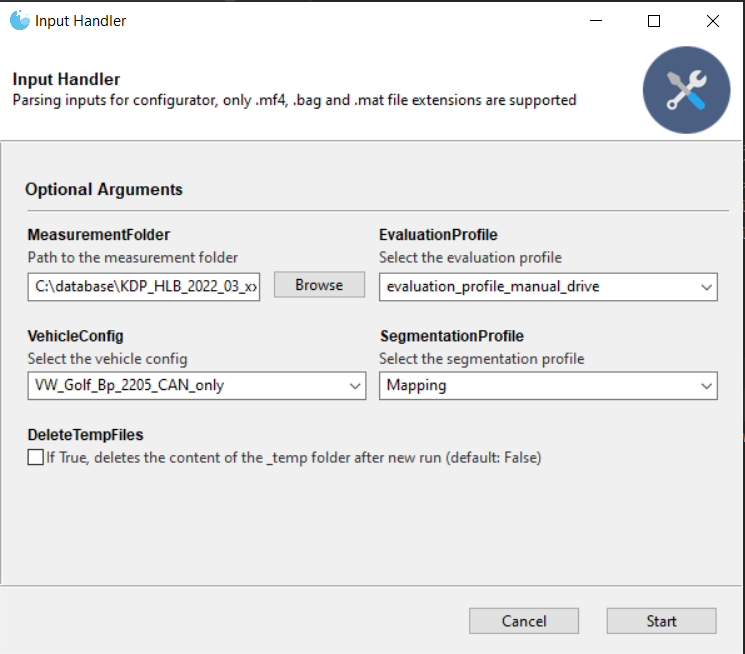 Input Handler
Input Handler
Parsing inputs for configurator, only .mf4, .bag and .mat file extensions are supported
Optional Arguments
MeasurementFolder
Path to the measurement folder
C:\database\KDP_HLB_2022_03_xx
Browse
EvaluationProfile
Select the evaluation profile
evaluation_profile_manual_drive
VehicleConfig
Select the vehicle config
VW_Golf_Bp_2205_CAN_only
SegmentationProfile
Select the segmentation profile
Mapping
DeleteTempFiles
If True, deletes the content of the _temp folder after new run (default: False)
Cancel
Start